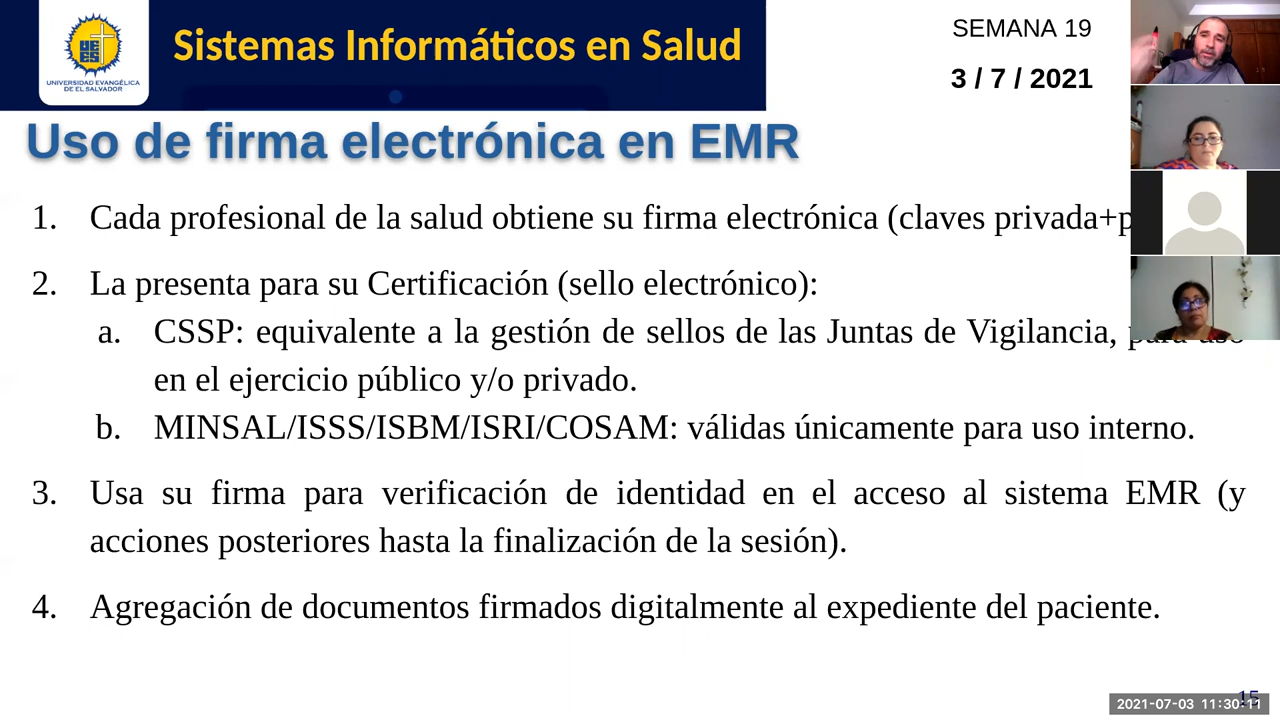 Sistemas Informáticos en Salud
UNIVERSIDAD EVANGÉLICA
DE EL SALVADOR
SEMANA 19
3 / 7 / 2021
Uso de firma electrónica en EMR
1. Cada profesional de la salud obtiene su firma electrónica (claves privada+p
2. La presenta para su Certificación (sello electrónico):
a. CSSP: equivalente a la gestión de sellos de las Juntas de Vigilancia, para uso
en el ejercicio público y/o privado.
b. MINSAL/ISSS/ISBM/ISRI/COSAM: válidas únicamente para uso interno.
3. Usa su firma para verificación de identidad en el acceso al sistema EMR (y
acciones posteriores hasta la finalización de la sesión).
4. Agregación de documentos firmados digitalmente al expediente del paciente.
15
2021-07-03 11:30:11